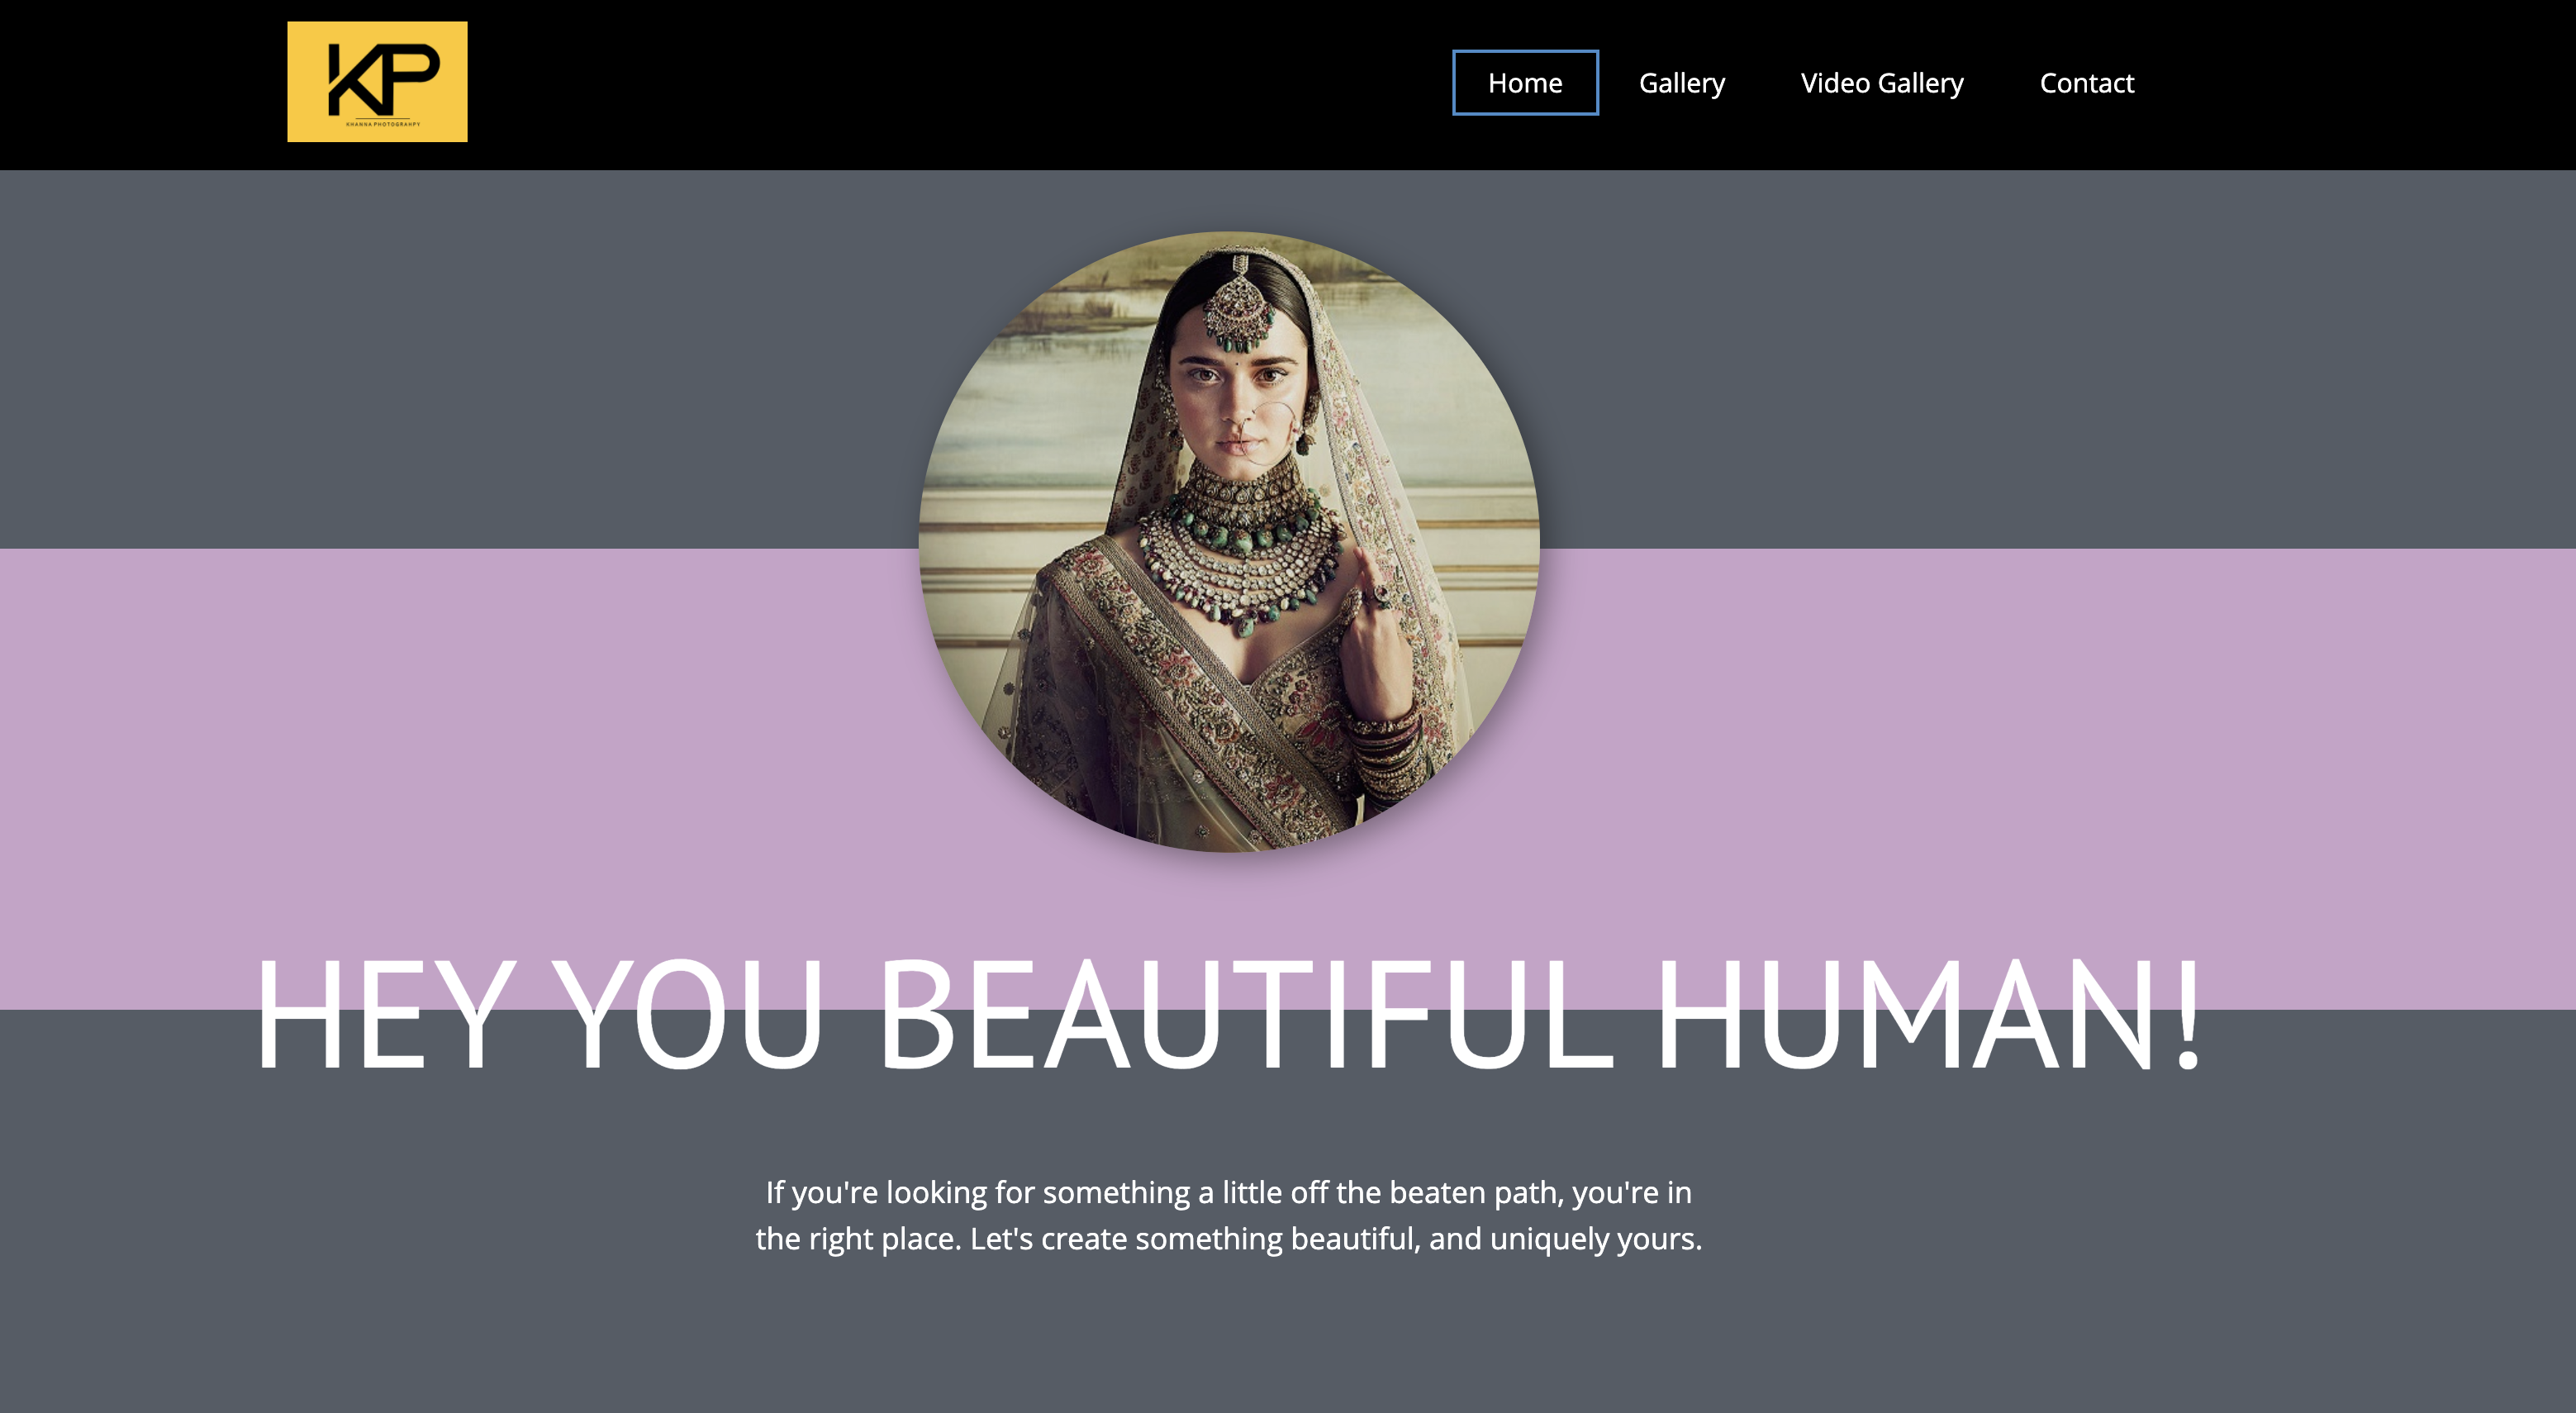 KP
KHANNA PHOTOGRAHPY
Home
Gallery
Video Gallery
Contact
HEY YOU BEAUTIFUL HUMAN!
If you're looking for something a little off the beaten path, you're in
the right place. Let's create something beautiful, and uniquely yours.